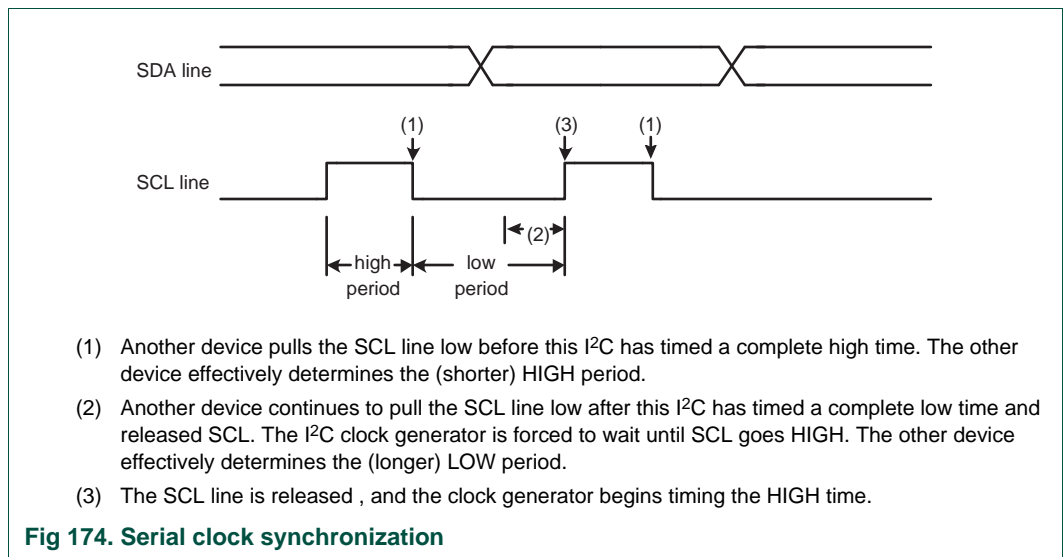 SDA line
(1) (3) (1)
SCL line
(2)
high period
low period
(1) Another device pulls the SCL line low before this I²C has timed a complete high time. The other
device effectively determines the (shorter) HIGH period.
(2) Another device continues to pull the SCL line low after this I²C has timed a complete low time and
released SCL. The I²C clock generator is forced to wait until SCL goes HIGH. The other device
effectively determines the (longer) LOW period.
(3) The SCL line is released , and the clock generator begins timing the HIGH time.
Fig 174. Serial clock synchronization